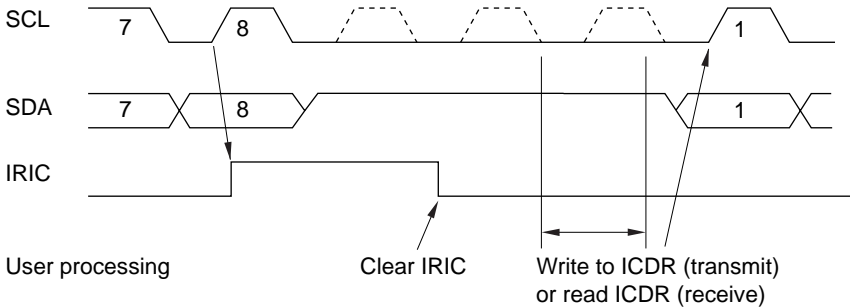 SCL 7 8 1
SDA 7 8 1
IRIC
User processing Clear IRIC Write to ICDR (transmit)
or read ICDR (receive)